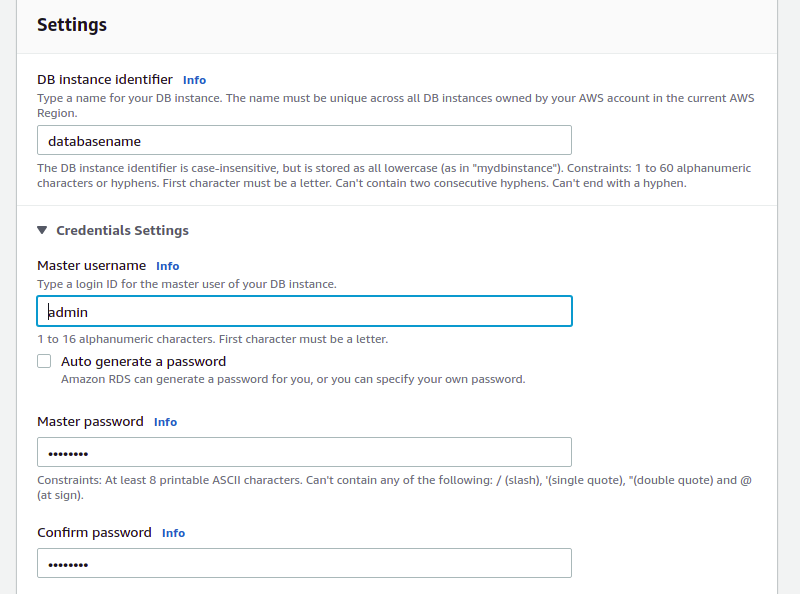 Settings
DB instance identifier Info
Type a name for your DB instance. The name must be unique across all DB instances owned by your AWS account in the current AWS
Region.
databasename
The DB instance identifier is case-insensitive, but is stored as all lowercase (as in "mydbinstance"). Constraints: 1 to 60 alphanumeric
characters or hyphens. First character must be a letter. Can't contain two consecutive hyphens. Can't end with a hyphen.
Credentials Settings
Master username Info
Type a login ID for the master user of your DB instance.
admin
1 to 16 alphanumeric characters. First character must be a letter.
Auto generate a password
Amazon RDS can generate a password for you, or you can specify your own password.
Master password Info
••••••••
Constraints: At least 8 printable ASCII characters. Can't contain any of the following: / (slash), '(single quote), "(double quote) and @
(at sign).
Confirm password Info
••••••••